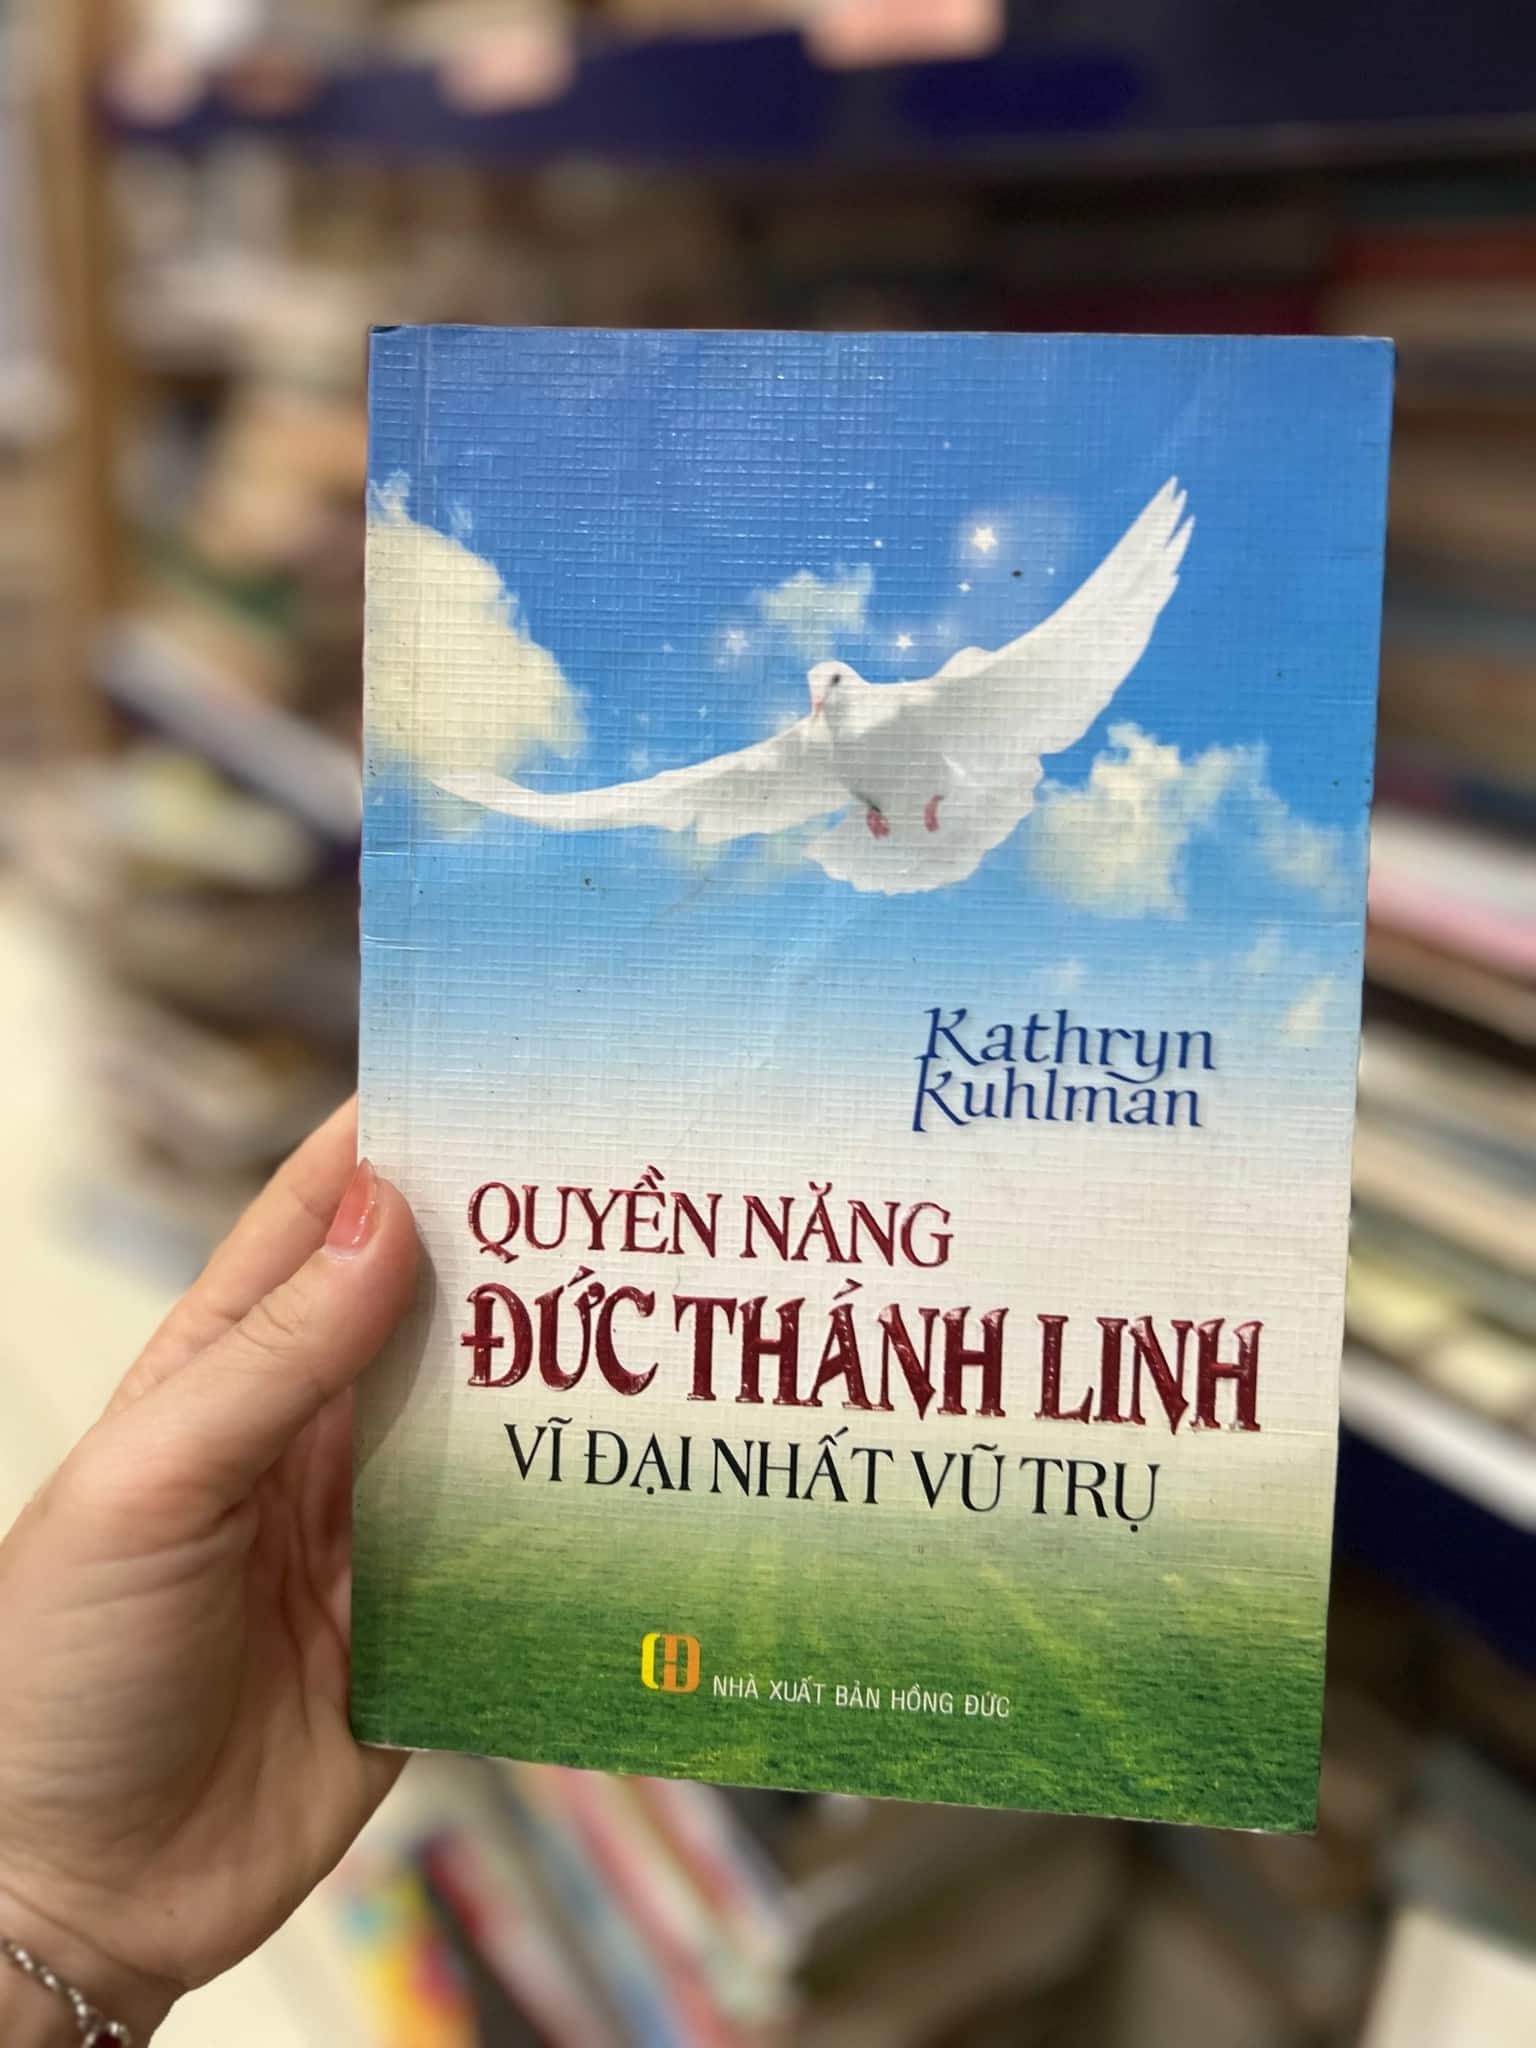 Kathryn
Kuhlman
QUYỀN NĂNG
ĐỨC THÁNH LINH
VĨ ĐẠI NHẤT VŨ TRỤ
NHÀ XUẤT BẢN HỒNG ĐỨC